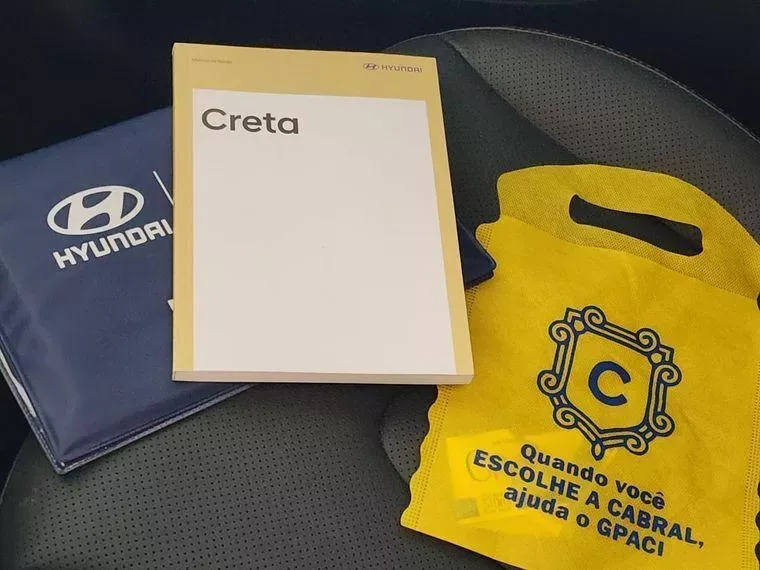 HYUNDAI
Creta
HYUNDAI
C
Quando você
ESCOLHE A CABRAL,
ajuda o GPACI